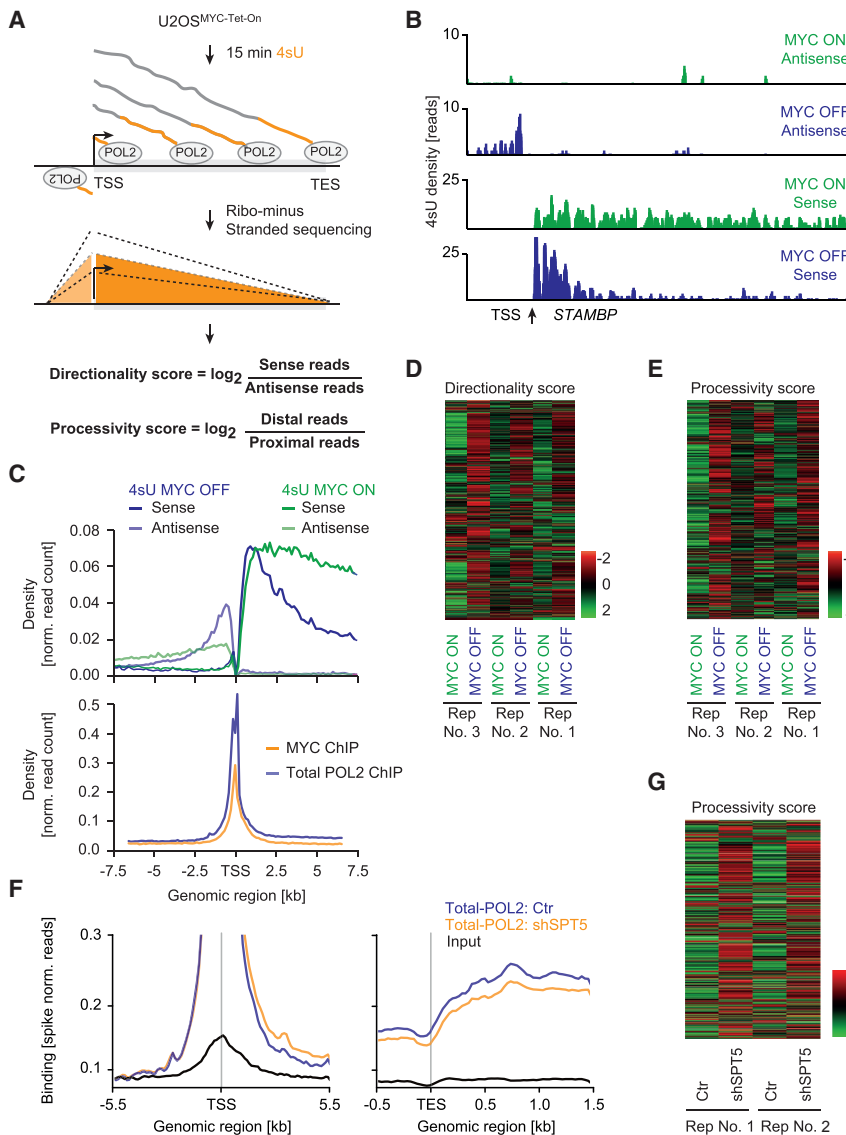 A
U2OS MYC-Tet-On
15 min 4sU
POL2
POL2
POL2
POL2
POL2
TSS
TES
Ribo-minus
Stranded sequencing
Directionality score = log2 Sense reads
Antisense reads
Processivity score = log2 Distal reads
Proximal reads
B
4sU density [reads]
10
MYC ON
Antisense
10
MYC OFF
Antisense
25
MYC ON
Sense
25
MYC OFF
Sense
TSS
STAMBP
C
4sU MYC OFF
Sense
Antisense
4sU MYC ON
Sense
Antisense
Density
[norm. read count]
0.08
0.06
0.04
0.02
0.00
Density
[norm. read count]
0.5
0.4
0.3
0.2
0.1
0.0
MYC ChIP
Total POL2 ChIP
-7.5 -5 -2.5 TSS 2.5 5 7.5
Genomic region [kb]
D
Directionality score
-2
0
2
MYC ON MYC OFF MYC ON MYC OFF MYC ON MYC OFF
Rep Rep Rep
No. 3 No. 2 No. 1
E
Processivity score
-
MYC ON MYC OFF MYC ON MYC OFF MYC ON MYC OFF
Rep Rep Rep
No. 3 No. 2 No. 1
F
Binding [spike norm. reads]
0.3
0.2
0.1
-5.5 TSS 5.5
Genomic region [kb]
Total-POL2: Ctr
Total-POL2: shSPT5
Input
-0.5 TES 0.5 1.0 1.5
Genomic region [kb]
G
Processivity score
Ctr shSPT5 Ctr shSPT5
Rep No. 1 Rep No. 2